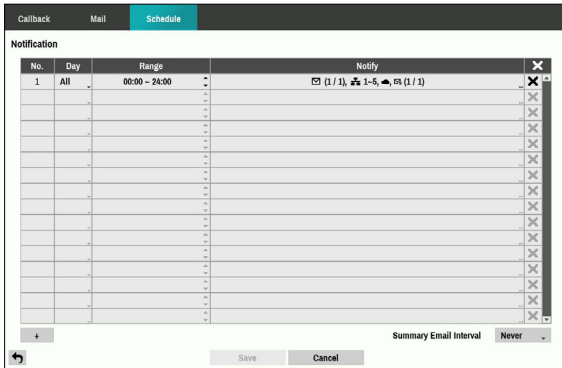 Callback Mail Schedule
Notification
No. Day Range Notify
1 All 00:00 ~ 24:00 (1 / 1), 1~5, , (1 / 1)
+ Summary Email Interval Never
Save Cancel